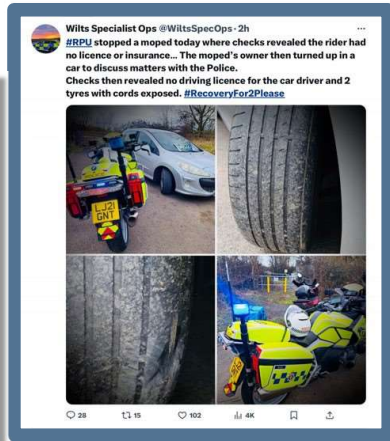 Wilts Specialist Ops @WiltsSpecOps · 2h
#RPU stopped a moped today where checks revealed the rider had
no licence or insurance... The moped's owner then turned up in a
car to discuss matters with the Police.
Checks then revealed no driving licence for the car driver and 2
tyres with cords exposed. #RecoveryFor2Please
LJ21
GNT
28 15 102 4K